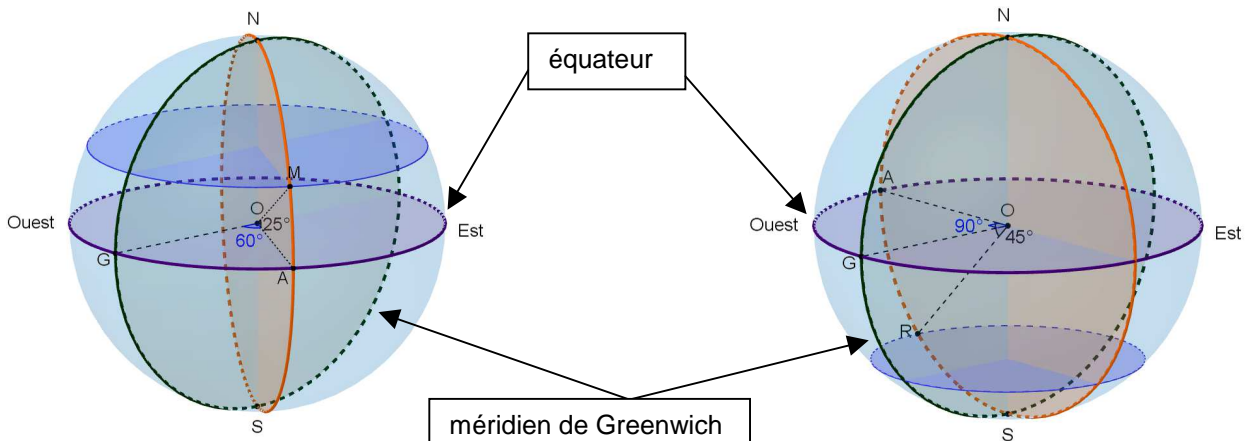 N
N
équateur
M
A
Ouest
O
25°
60°
Est
G
A
Ouest
O
90°
45°
Est
G
R
S
méridien de Greenwich
S